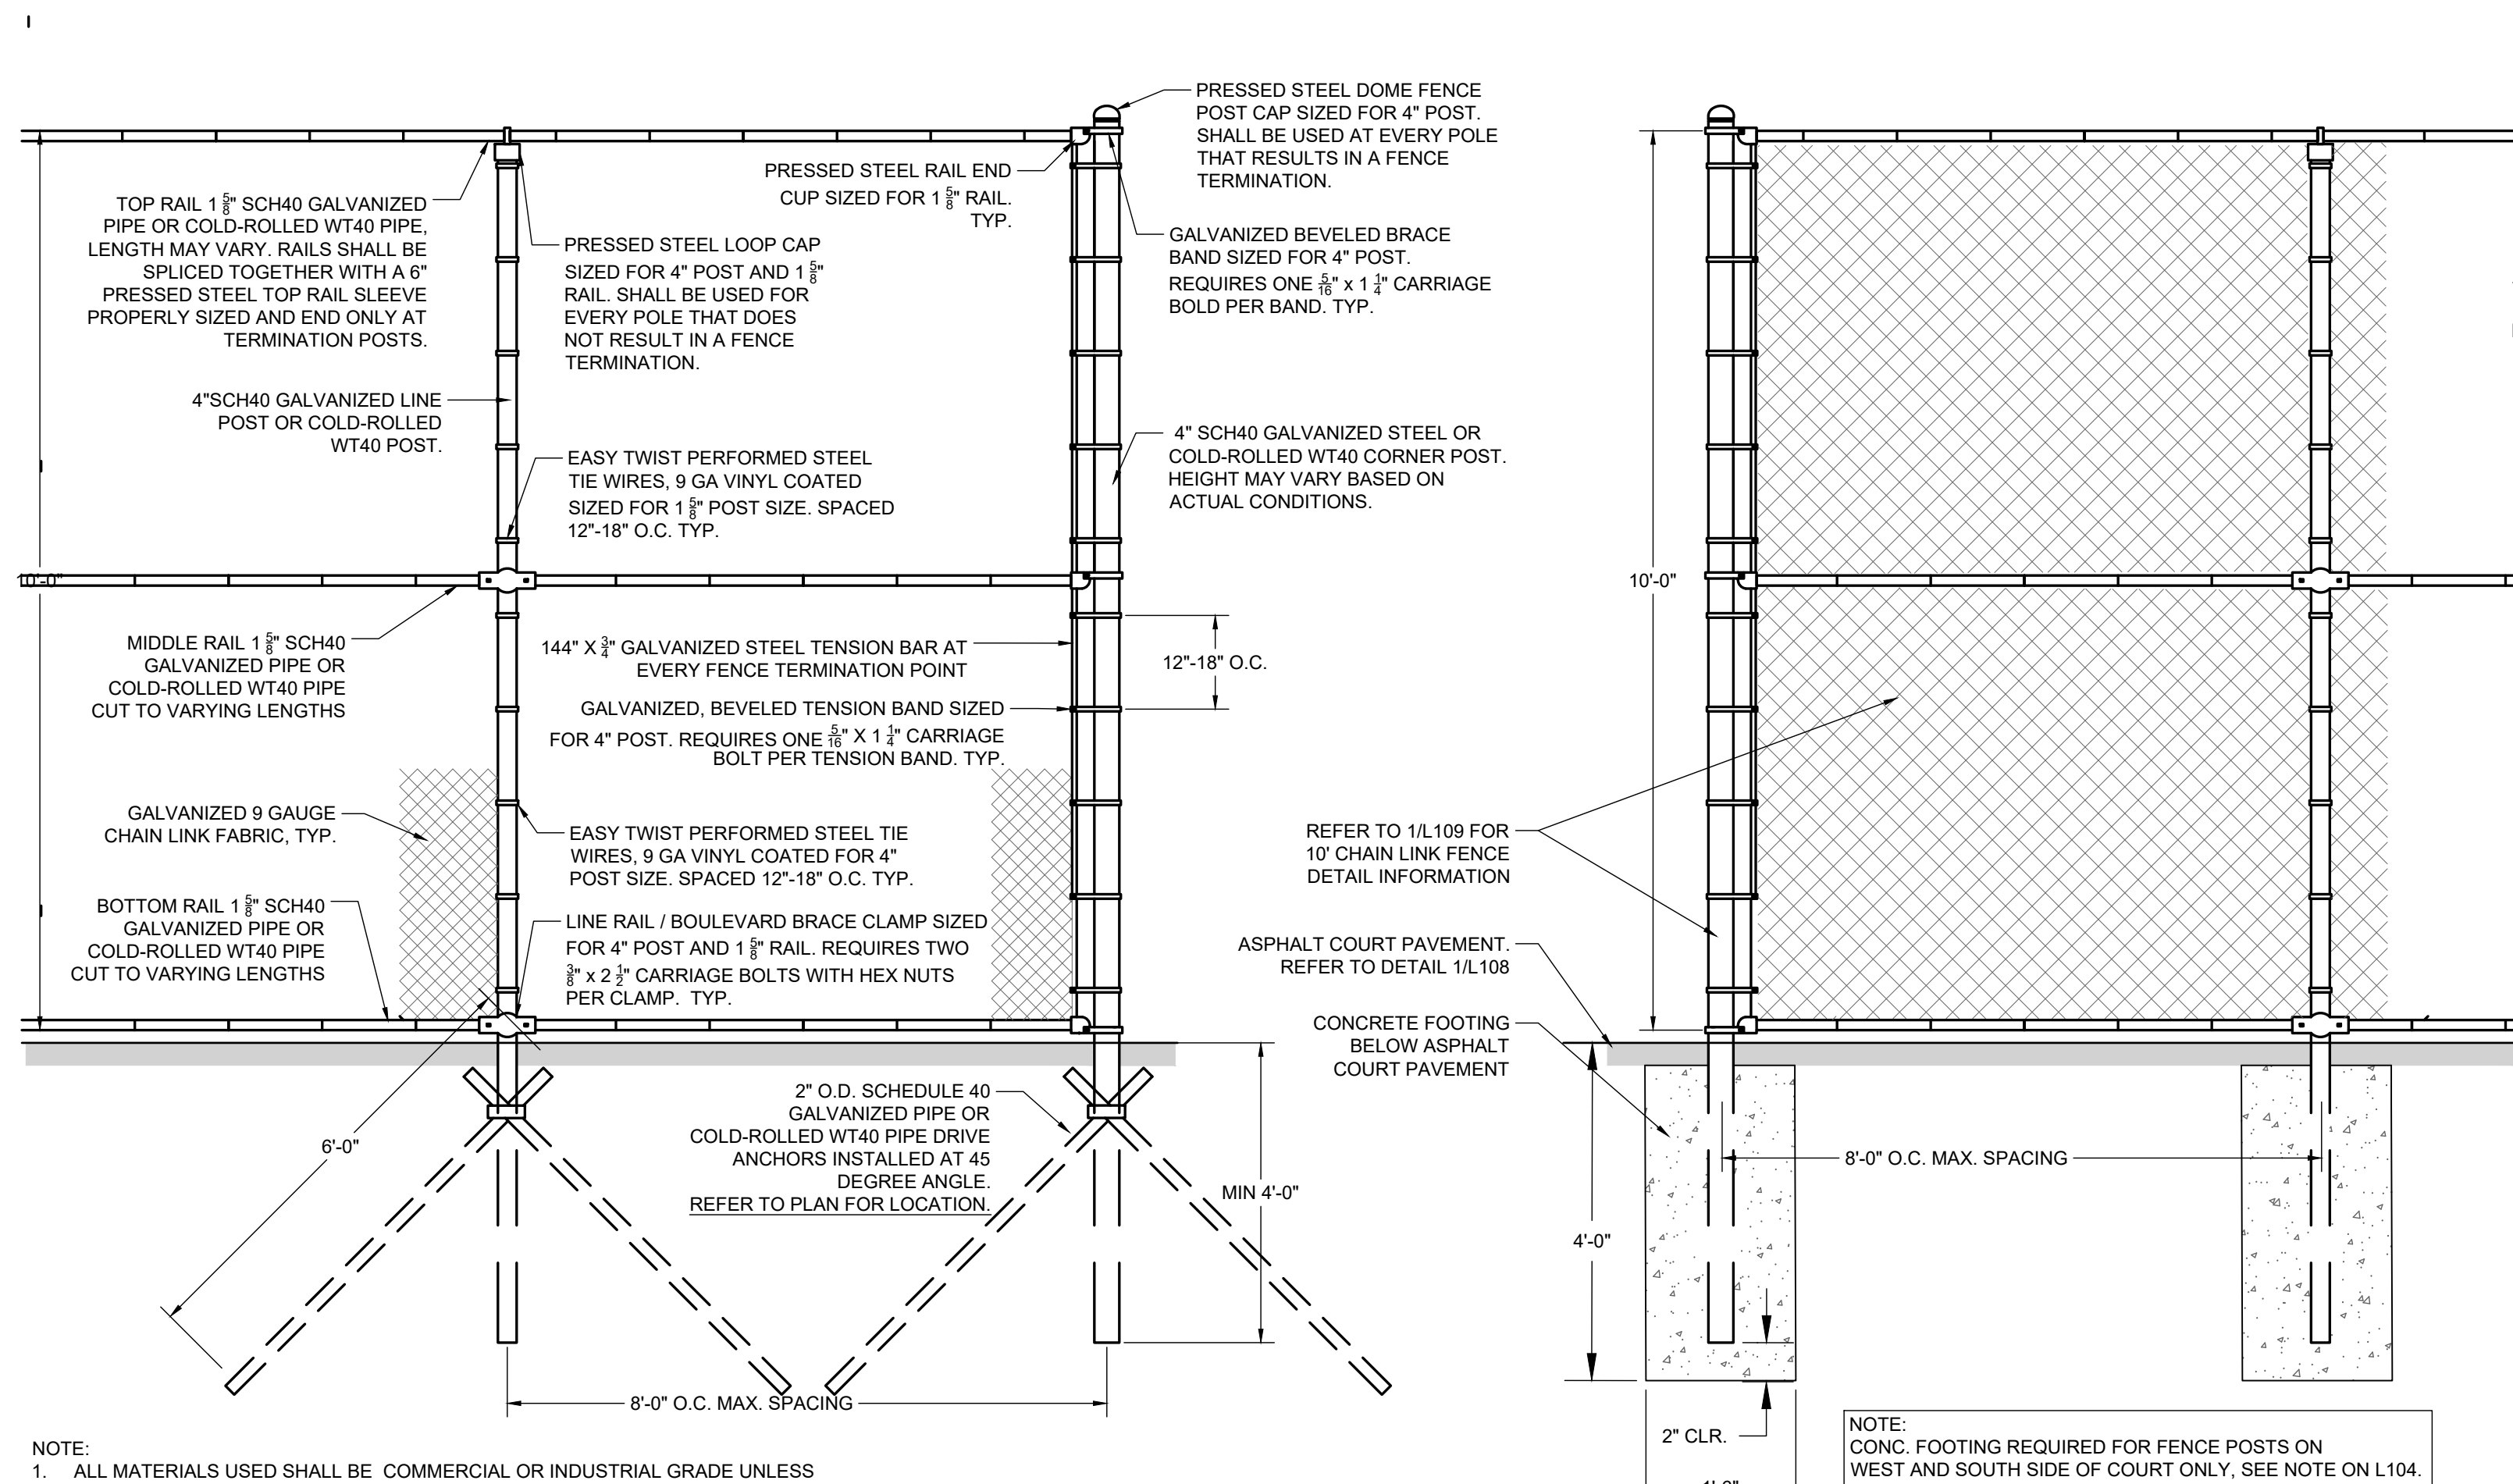 PRESSED STEEL DOME FENCE
POST CAP SIZED FOR 4" POST.
SHALL BE USED AT EVERY POLE
THAT RESULTS IN A FENCE
TERMINATION.
PRESSED STEEL RAIL END
CUP SIZED FOR 1 5/8" RAIL.
TYP.
TOP RAIL 1 5/8" SCH40 GALVANIZED
PIPE OR COLD-ROLLED WT40 PIPE,
LENGTH MAY VARY. RAILS SHALL BE
SPLICED TOGETHER WITH A 6"
PRESSED STEEL TOP RAIL SLEEVE
PROPERLY SIZED AND END ONLY AT
TERMINATION POSTS.
PRESSED STEEL LOOP CAP
SIZED FOR 4" POST AND 1 5/8"
RAIL. SHALL BE USED FOR
EVERY POLE THAT DOES
NOT RESULT IN A FENCE
TERMINATION.
GALVANIZED BEVELED BRACE
BAND SIZED FOR 4" POST.
REQUIRES ONE 5/16" x 1 1/4" CARRIAGE
BOLD PER BAND. TYP.
4"SCH40 GALVANIZED LINE
POST OR COLD-ROLLED
WT40 POST.
EASY TWIST PERFORMED STEEL
TIE WIRES, 9 GA VINYL COATED
SIZED FOR 1 5/8" POST SIZE. SPACED
12"-18" O.C. TYP.
4" SCH40 GALVANIZED STEEL OR
COLD-ROLLED WT40 CORNER POST.
HEIGHT MAY VARY BASED ON
ACTUAL CONDITIONS.
10'-0"
10'-0"
MIDDLE RAIL 1 5/8" SCH40
GALVANIZED PIPE OR
COLD-ROLLED WT40 PIPE
CUT TO VARYING LENGTHS
144" X 3/4" GALVANIZED STEEL TENSION BAR AT
EVERY FENCE TERMINATION POINT
12"-18" O.C.
GALVANIZED, BEVELED TENSION BAND SIZED
FOR 4" POST. REQUIRES ONE 5/16" X 1 1/4" CARRIAGE
BOLT PER TENSION BAND. TYP.
GALVANIZED 9 GAUGE
CHAIN LINK FABRIC, TYP.
EASY TWIST PERFORMED STEEL TIE
WIRES, 9 GA VINYL COATED FOR 4"
POST SIZE. SPACED 12"-18" O.C. TYP.
REFER TO 1/L109 FOR
10' CHAIN LINK FENCE
DETAIL INFORMATION
BOTTOM RAIL 1 5/8" SCH40
GALVANIZED PIPE OR
COLD-ROLLED WT40 PIPE
CUT TO VARYING LENGTHS
LINE RAIL / BOULEVARD BRACE CLAMP SIZED
FOR 4" POST AND 1 5/8" RAIL. REQUIRES TWO
3/8" x 2 1/2" CARRIAGE BOLTS WITH HEX NUTS
PER CLAMP. TYP.
ASPHALT COURT PAVEMENT.
REFER TO DETAIL 1/L108
CONCRETE FOOTING
BELOW ASPHALT
COURT PAVEMENT
2" O.D. SCHEDULE 40
GALVANIZED PIPE OR
COLD-ROLLED WT40 PIPE DRIVE
ANCHORS INSTALLED AT 45
DEGREE ANGLE.
REFER TO PLAN FOR LOCATION.
6'-0"
MIN 4'-0"
8'-0" O.C. MAX. SPACING
4'-0"
8'-0" O.C. MAX. SPACING
2" CLR.
NOTE:
CONC. FOOTING REQUIRED FOR FENCE POSTS ON
WEST AND SOUTH SIDE OF COURT ONLY, SEE NOTE ON L104.
NOTE:
1. ALL MATERIALS USED SHALL BE COMMERCIAL OR INDUSTRIAL GRADE UNLESS